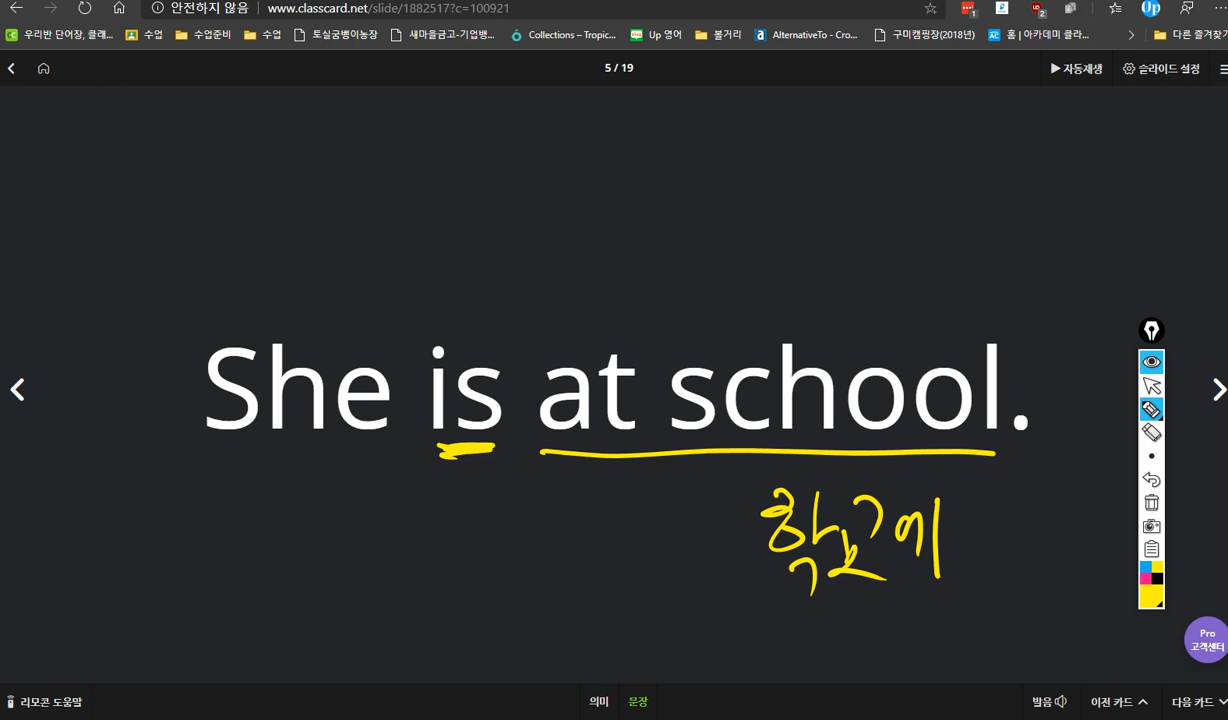 안전하지 않음 www.classcard.net/slide/1882517?c=100921
우리반 단어장, 클래... 수업 수업준비 수업 토실굼벵이농장 새마을금고-기업뱅... Collections – Tropic... Up 영어 볼거리 AlternativeTo - Cro... 구미캠핑장(2018년) 홈 | 아카데미 클라... 다른 즐겨찾기
5 / 19 자동재생 슬라이드 설정
She is at school.
학교에
Pro
고객센터
리모콘 도움말 의미 문장 발음 이전 카드 다음 카드